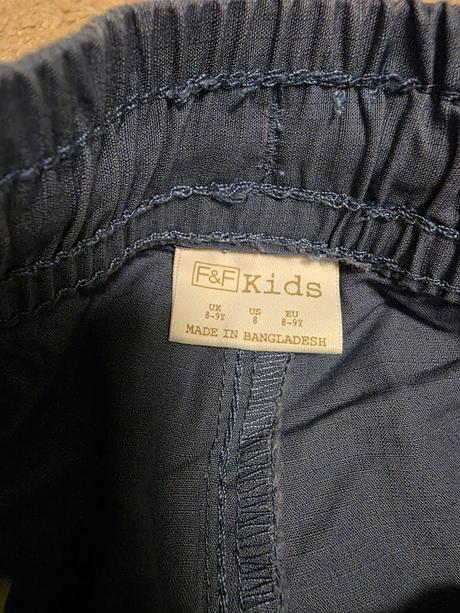 F&F Kids
UK US EU
8-9Y 8 8-9Y
MADE IN BANGLADESH